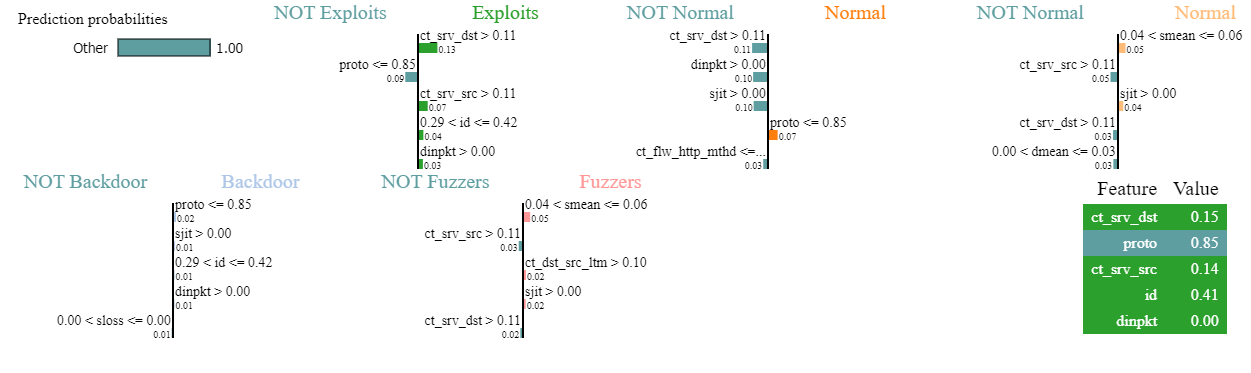 Prediction probabilities
Other 1.00
NOT Exploits Exploits
ct_srv_dst > 0.11
0.13
proto <= 0.85
0.09
ct_srv_src > 0.11
0.07
0.29 < id <= 0.42
0.04
dinpkt > 0.00
0.03
NOT Normal Normal
ct_srv_dst > 0.11
0.11
dinpkt > 0.00
0.10
sjit > 0.00
0.10
proto <= 0.85
0.07
ct_flw_http_mthd <=...
0.03
NOT Normal Normal
0.04 < smean <= 0.06
0.05
ct_srv_src > 0.11
0.05
sjit > 0.00
0.04
ct_srv_dst > 0.11
0.03
0.00 < dmean <= 0.03
0.03
NOT Backdoor Backdoor
proto <= 0.85
0.02
sjit > 0.00
0.01
0.29 < id <= 0.42
0.01
dinpkt > 0.00
0.01
0.00 < sloss <= 0.00
0.01
NOT Fuzzers Fuzzers
0.04 < smean <= 0.06
0.05
ct_srv_src > 0.11
0.03
ct_dst_src_ltm > 0.10
0.02
sjit > 0.00
0.02
ct_srv_dst > 0.11
0.02
Feature Value
ct_srv_dst 0.15
proto 0.85
ct_srv_src 0.14
id 0.41
dinpkt 0.00